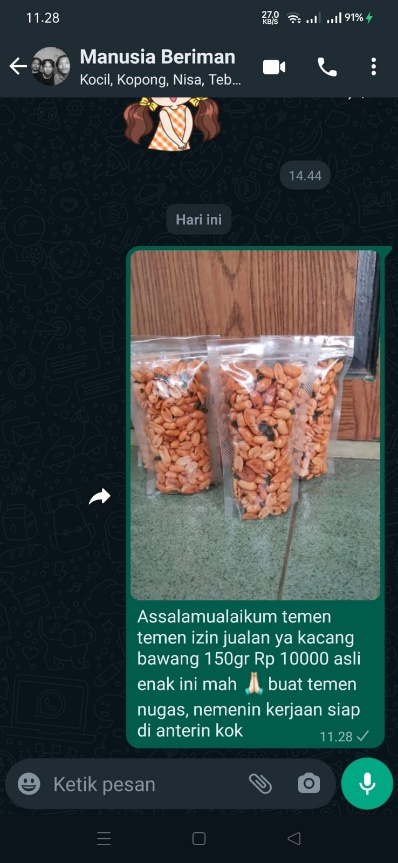 11.28
27.0
KB/S
91%
Manusia Beriman
Kocil, Kopong, Nisa, Teb...
14.44
Hari ini
Assalamualaikum temen
temen izin jualan ya kacang
bawang 150gr Rp 10000 asli
enak ini mah 🙏🏻 buat temen
nugas, nemenin kerjaan siap
di anterin kok
11.28
Ketik pesan